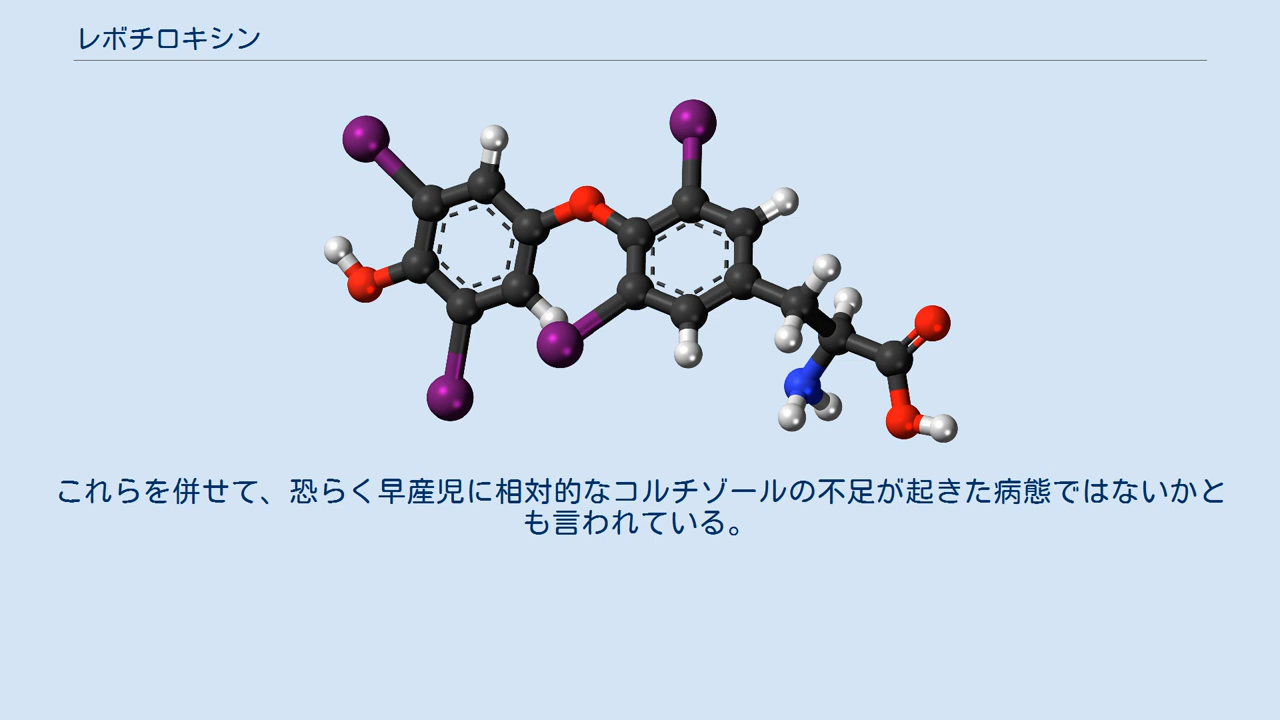 レボチロキシン
これらを併せて、恐らく早産児に相対的なコルチゾールの不足が起きた病態ではないかと
も言われている。